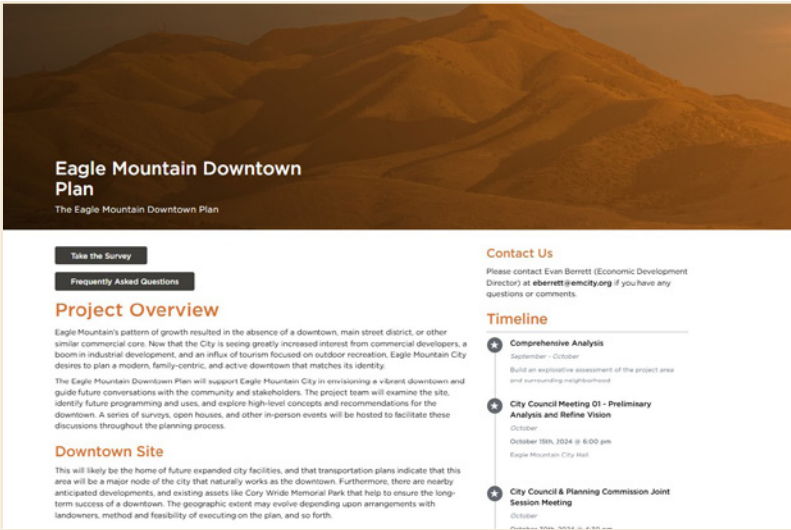 Eagle Mountain Downtown
Plan
The Eagle Mountain Downtown Plan
Take the Survey
Frequently Asked Questions
Project Overview
Eagle Mountain's pattern of growth resulted in the absence of a downtown, main street district, or other
similar commercial core. Now that the City is seeing greatly increased interest from commercial developers, a
boom in industrial development, and an influx of tourism focused on outdoor recreation, Eagle Mountain City
desires to plan a modern, family-centric, and active downtown that matches its identity.
The Eagle Mountain Downtown Plan will support Eagle Mountain City in envisioning a vibrant downtown and
guide future conversations with the community and stakeholders. The project team will examine the site,
identify future programming and uses, and explore high-level concepts and recommendations for the
downtown. A series of surveys, open houses, and other in-person events will be hosted to facilitate these
discussions throughout the planning process.
Downtown Site
This will likely be the home of future expanded city facilities, and that transportation plans indicate that this
area will be a major node of the city that naturally works as the downtown. Furthermore, there are nearby
anticipated developments, and existing assets like Cory Wride Memorial Park that help to ensure the long-
term success of a downtown. The geographic extent may evolve depending upon arrangements with
landowners, method and feasibility of executing on the plan, and so forth.
Contact Us
Please contact Evan Berrett (Economic Development
Director) at eberrett@emcity.org if you have any
questions or comments.
Timeline
Comprehensive Analysis
September - October
Build an explorative assessment of the project area
and surrounding neighborhood
City Council Meeting 01 - Preliminary
Analysis and Refine Vision
October
October 15th, 2024 @ 6:00 pm
Eagle Mountain City Hall
City Council & Planning Commission Joint
Session Meeting
October